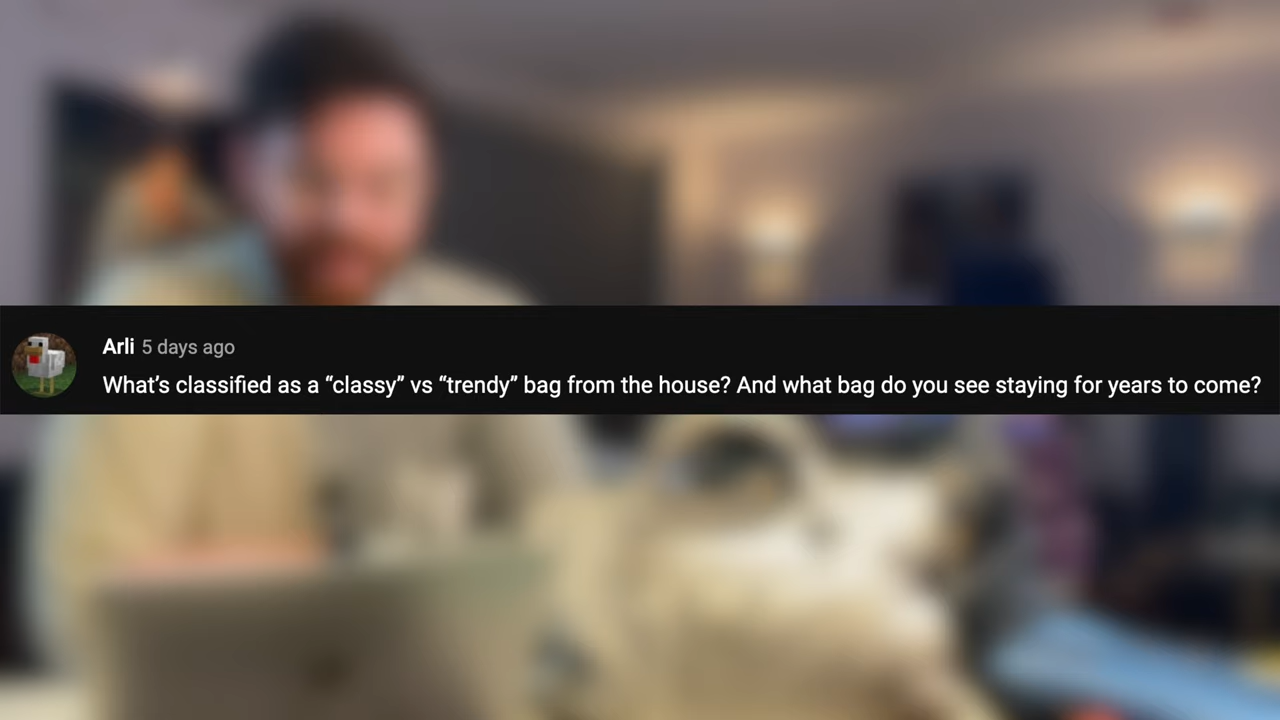 Arli 5 days ago
What’s classified as a “classy” vs “trendy” bag from the house? And what bag do you see staying for years to come?